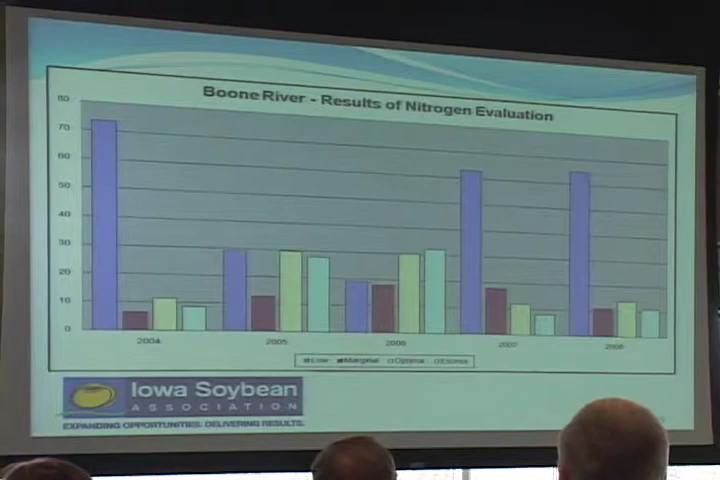 Boone River - Results of Nitrogen Evaluation
80
70
60
50
40
30
20
10
0
2004 2005 2006 2007 2008
Low Marginal Optimal Excess
Iowa Soybean
ASSOCIATION
EXPANDING OPPORTUNITIES. DELIVERING RESULTS.